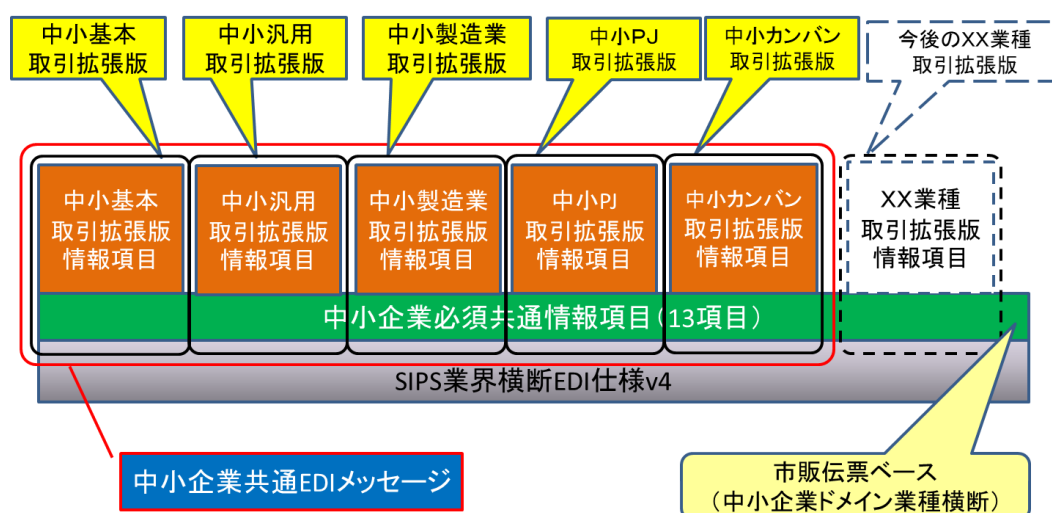 中小基本
取引拡張版
中小汎用
取引拡張版
中小製造業
取引拡張版
中小PJ
取引拡張版
中小カンバン
取引拡張版
今後のXX業種
取引拡張版
中小基本
取引拡張版
情報項目
中小汎用
取引拡張版
情報項目
中小製造業
取引拡張版
情報項目
中小PJ
取引拡張版
情報項目
中小カンバン
取引拡張版
情報項目
XX業種
取引拡張版
情報項目
中小企業必須共通情報項目(13項目)
SIPS業界横断EDI仕様v4
中小企業共通EDIメッセージ
市販伝票ベース
(中小企業ドメイン業種横断)